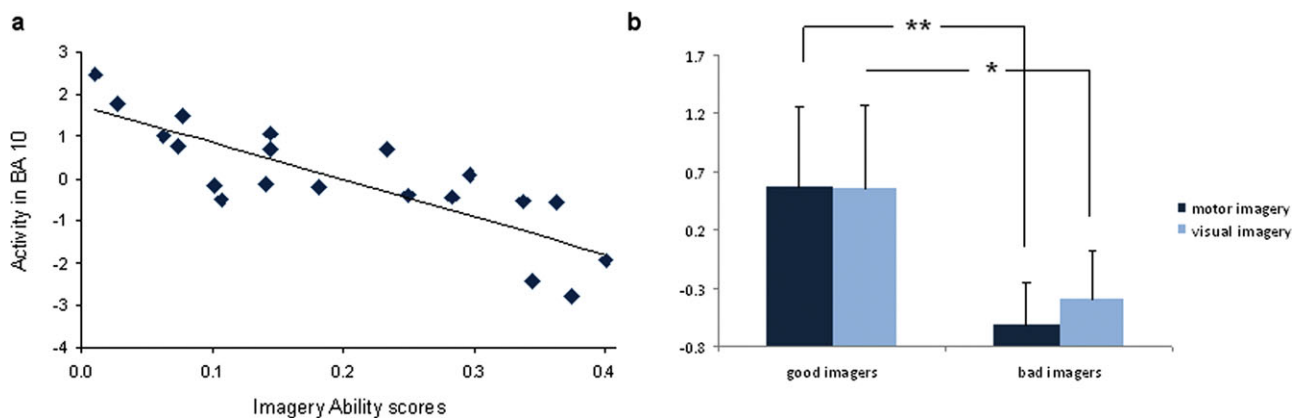 a
3
2
1
0
-1
-2
-3
-4
Activity in BA 10
0.0 0.1 0.2 0.3 0.4
Imagery Ability scores
b
**
*
1.7
1.2
0.7
0.2
-0.3
-0.8
good imagers bad imagers
motor imagery
visual imagery